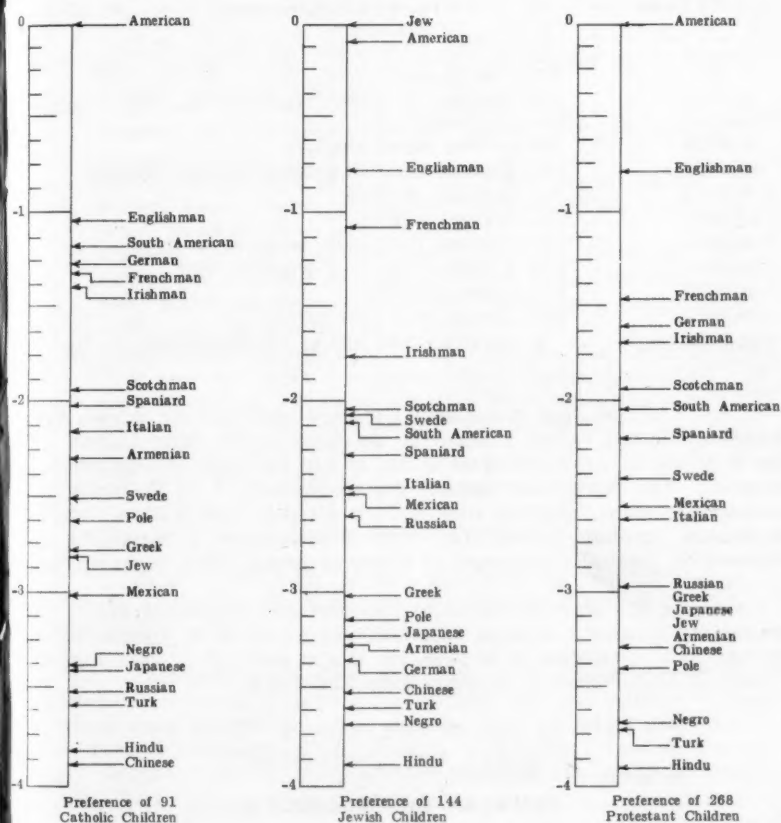 0
American
-1
Englishman
South American
German
Frenchman
Irishman
Scotchman
-2
Spaniard
Italian
Armenian
Swede
Pole
Greek
Jew
-3
Mexican
Negro
Japanese
Russian
Turk
Hindu
Chinese
-4
Preference of 91
Catholic Children
0
Jew
American
Englishman
-1
Frenchman
Irishman
-2
Scotchman
Swede
South American
Spaniard
Italian
Mexican
Russian
-3
Greek
Pole
Japanese
Armenian
German
Chinese
Turk
Negro
Hindu
-4
Preference of 144
Jewish Children
0
American
Englishman
-1
Frenchman
German
Irishman
Scotchman
-2
South American
Spaniard
Swede
Mexican
Italian
Russian
-3
Greek
Japanese
Jew
Armenian
Chinese
Pole
Negro
Turk
Hindu
-4
Preference of 268
Protestant Children